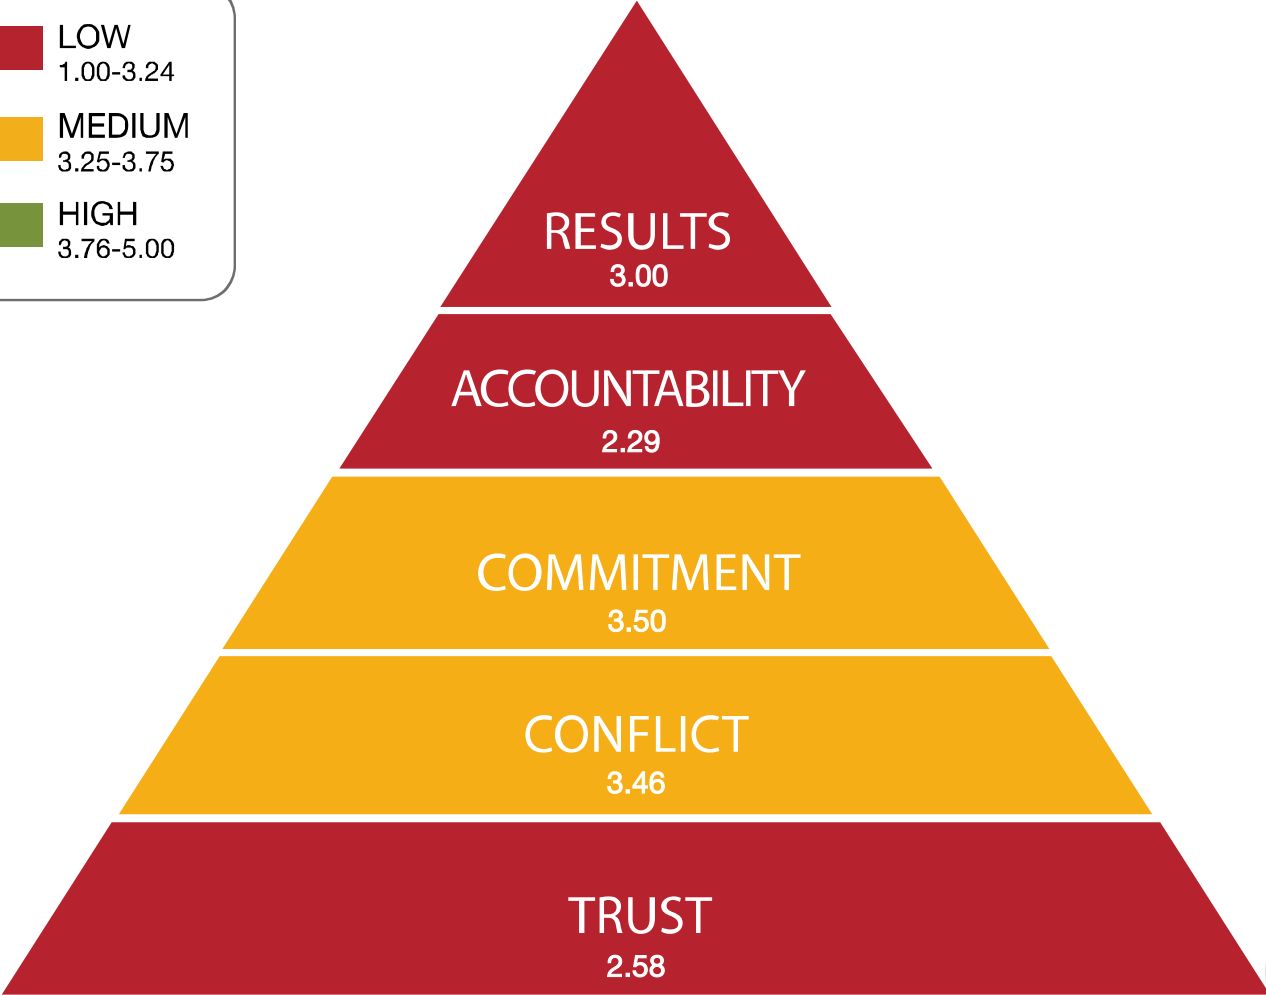 LOW
1.00-3.24
MEDIUM
3.25-3.75
HIGH
3.76-5.00
RESULTS
3.00
ACCOUNTABILITY
2.29
COMMITMENT
3.50
CONFLICT
3.46
TRUST
2.58